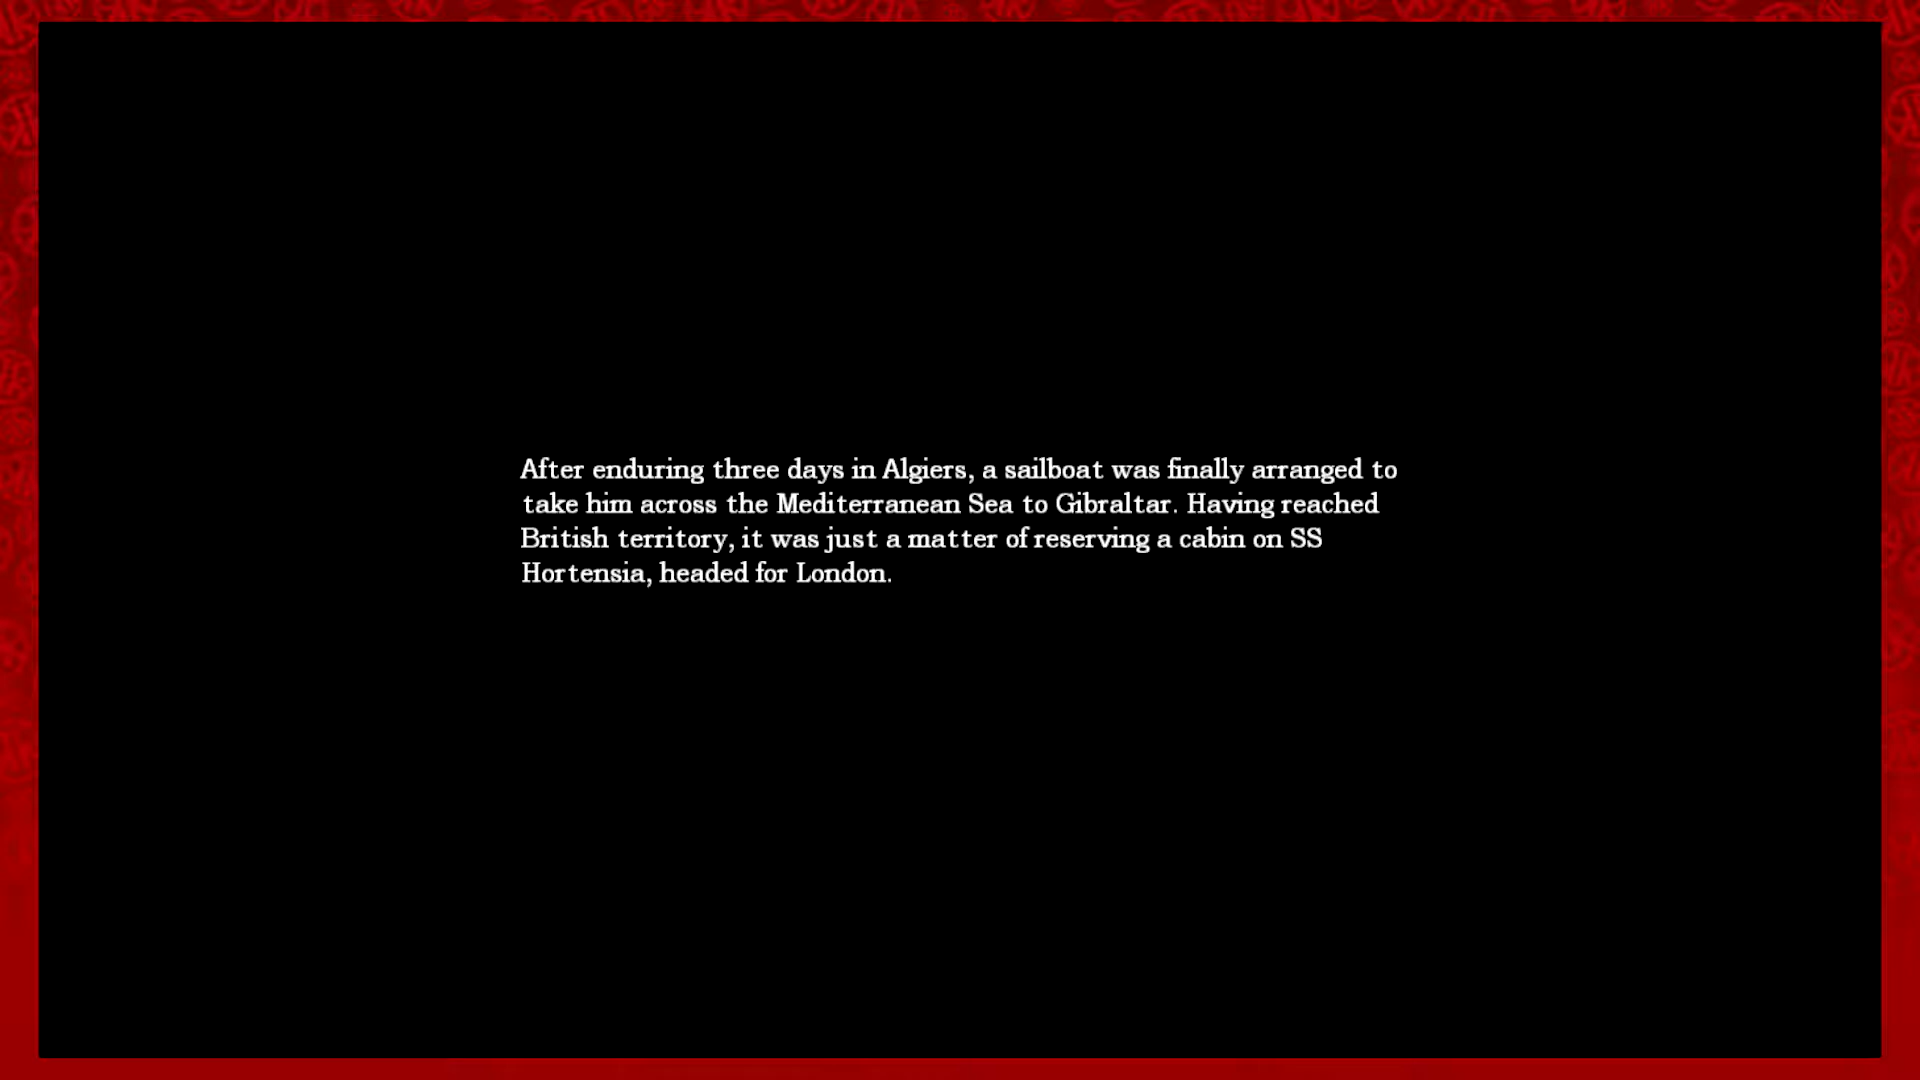 After enduring three days in Algiers, a sailboat was finally arranged to
take him across the Mediterranean Sea to Gibraltar. Having reached
British territory, it was just a matter of reserving a cabin on SS
Hortensia, headed for London.